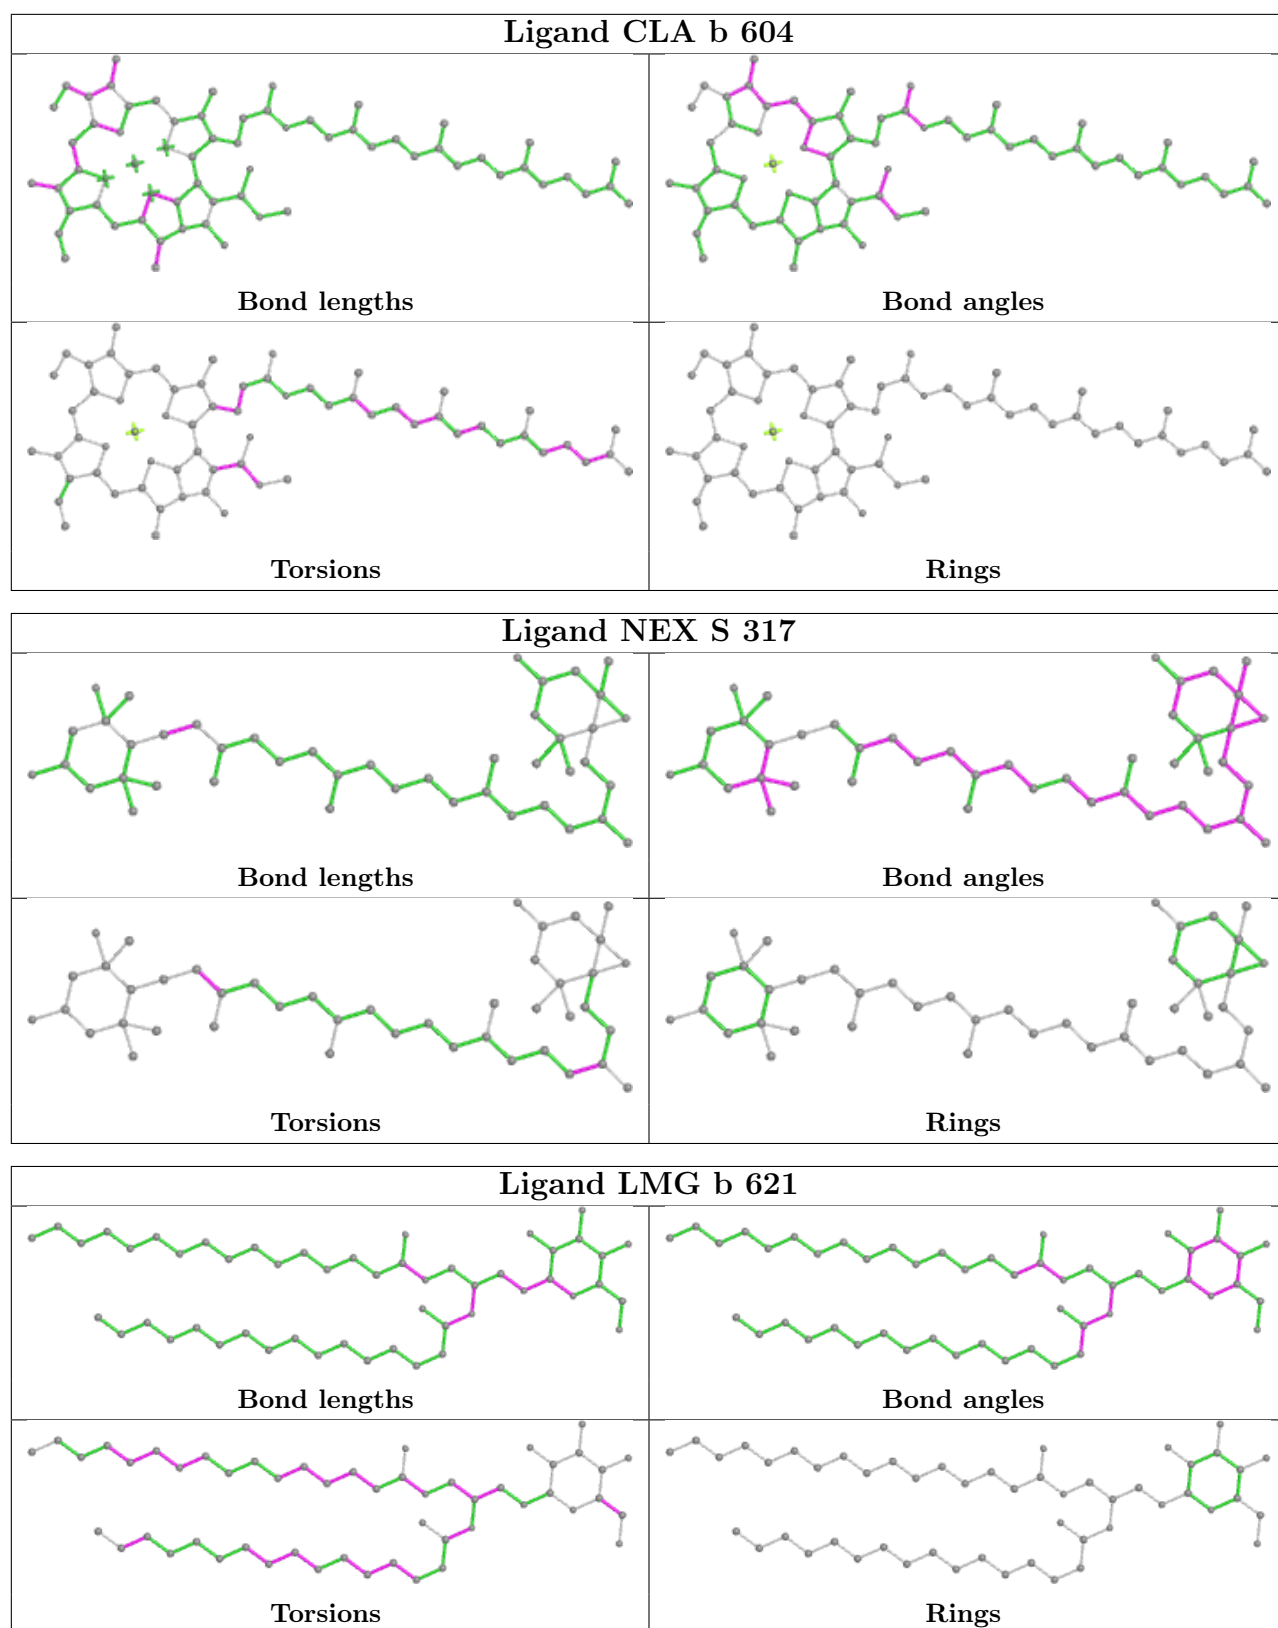 Ligand CLA b 604
Bond lengths
Bond angles
Torsions
Rings
Ligand NEX S 317
Bond lengths
Bond angles
Torsions
Rings
Ligand LMG b 621
Bond lengths
Bond angles
Torsions
Rings